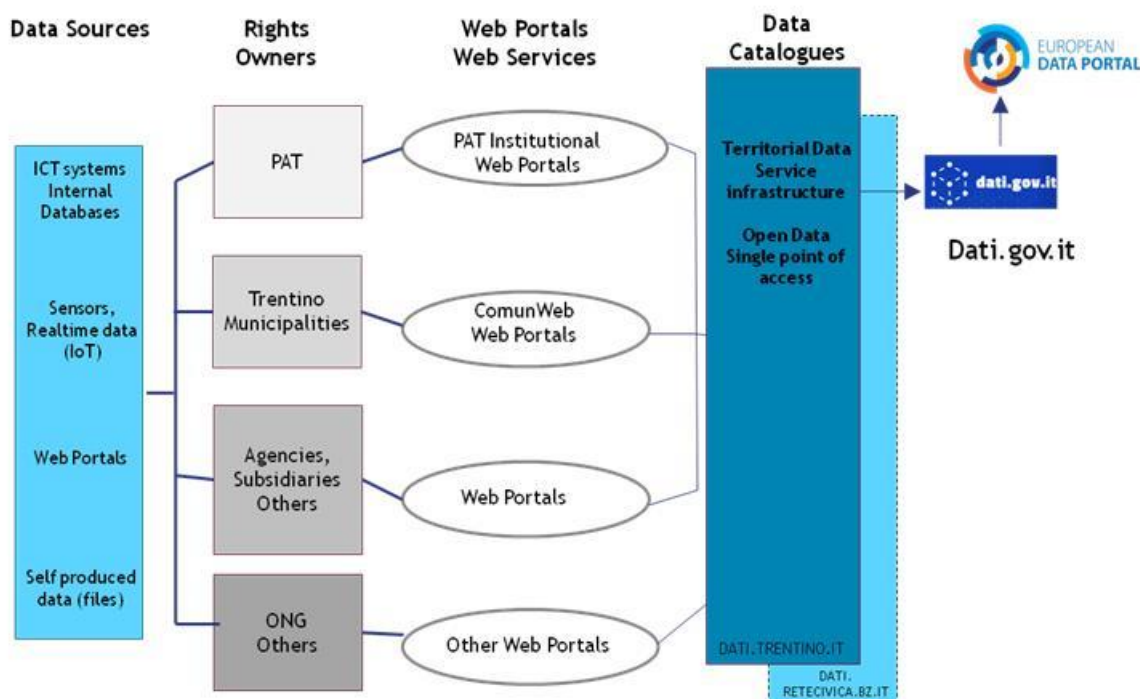 Data Sources
Rights
Owners
Web Portals
Web Services
Data
Catalogues
EUROPEAN
DATA PORTAL
ICT systems
Internal
Databases
Sensors,
Realtime data
(IoT)
Web Portals
Self produced
data (files)
PAT
Trentino
Municipalities
Agencies,
Subsidiaries
Others
ONG
Others
PAT Institutional
Web Portals
ComunWeb
Web Portals
Web Portals
Other Web Portals
Territorial Data
Service
infrastructure
Open Data
Single point of
access
DATI.TRENTINO.IT
DATI.
RETECIVICA.BZ.IT
dati.gov.it
Dati.gov.it